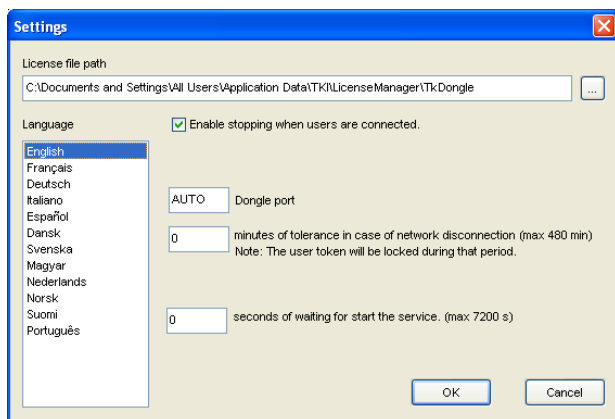 Settings
License file path
C:\Documents and Settings\All Users\Application Data\TKI\LicenseManager\TkDongle
...
Language
Enable stopping when users are connected.
English
Français
Deutsch
Italiano
Español
Dansk
Svenska
Magyar
Nederlands
Norsk
Suomi
Português
AUTO Dongle port
0 minutes of tolerance in case of network disconnection (max 480 min)
Note: The user token will be locked during that period.
0 seconds of waiting for start the service. (max 7200 s)
OK Cancel